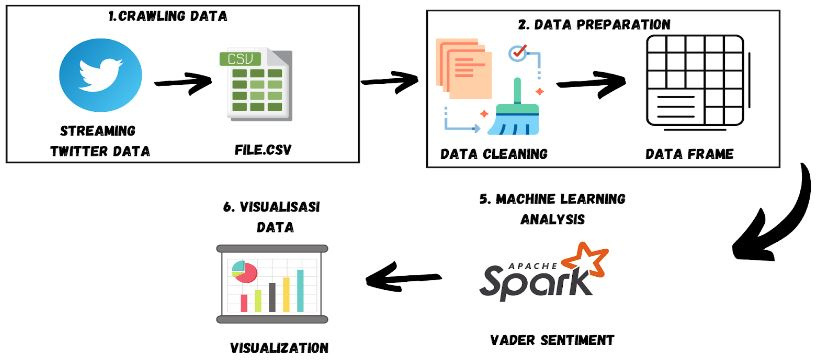 1.CRAWLING DATA
STREAMING
TWITTER DATA
CSV
FILE.CSV
2. DATA PREPARATION
DATA CLEANING
DATA FRAME
5. MACHINE LEARNING
ANALYSIS
APACHE
Spark
VADER SENTIMENT
6. VISUALISASI
DATA
VISUALIZATION